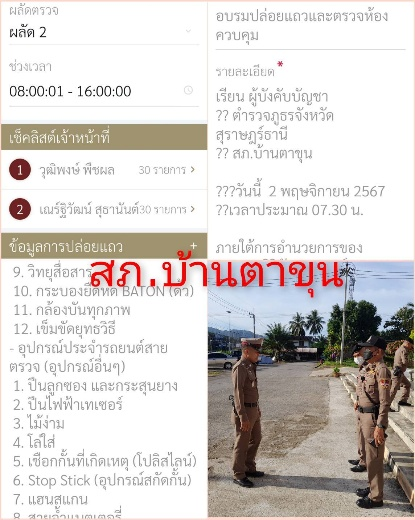 ผลัดตรวจ
ผลัด 2
ช่วงเวลา
08:00:01 - 16:00:00
เช็คลิสต์เจ้าหน้าที่
1 วุฒิพงษ์ พืชผล 30 รายการ >
2 เณร์ฐิวัฒน์ สุธานันต์ 30 รายการ >
ข้อมูลการปล่อยแถว +
9. วิทยุสื่อสาร
10. กระบองยืดหด BATON (ดิ้ว)
11. กล้องบันทุกภาพ
12. เข็มขัดยุทธวิธี
- อุปกรณ์ประจำรถยนต์สาย
ตรวจ (อุปกรณ์อื่นๆ)
1. ปืนลูกซอง และกระสุนยาง
2. ปืนไฟฟ้าเทเซอร์
3. ไม้ง่าม
4. โล่ใส่
5. เชือกกั้นที่เกิดเหตุ (โปลิสไลน์)
6. Stop Stick (อุปกรณ์สกัดกั้น)
7. แฮนสแกน
8. สายจั๊มแบตเตอรี่
อบรมปล่อยแถวและตรวจห้อง
ควบคุม
รายละเอียด *
เรียน ผู้บังคับบัญชา
?? ตำรวจภูธรจังหวัด
สุราษฎร์ธานี
?? สภ.บ้านตาขุน
???วันนี้ 2 พฤศจิกายน 2567
??เวลาประมาณ 07.30 น.
ภายใต้การอำนวยการของ
สภ.บ้านตาขุน